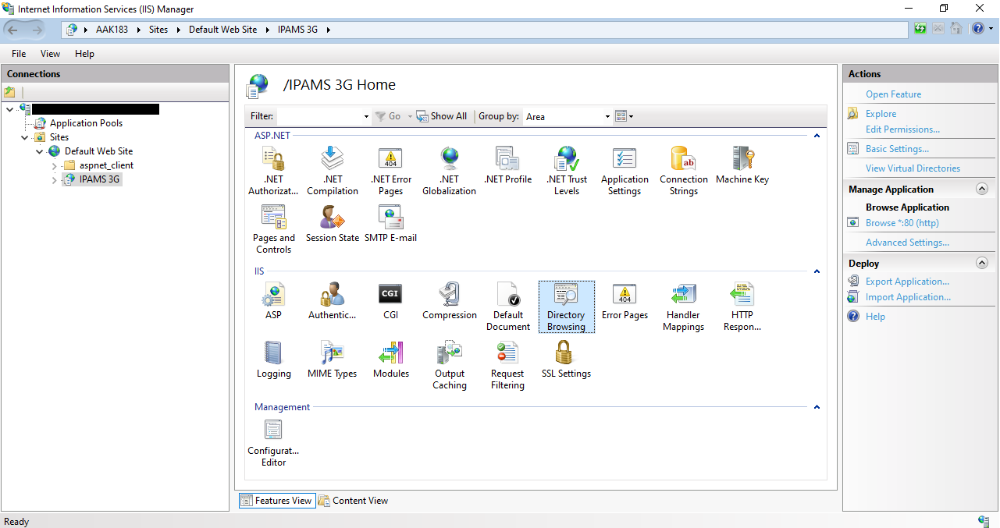 Internet Information Services (IIS) Manager
AAK183 Sites Default Web Site IPAMS 3G
File View Help
Connections
Application Pools
Sites
Default Web Site
aspnet_client
IPAMS 3G
/IPAMS 3G Home
Filter: Go Show All Group by: Area
ASP.NET
.NET Authorizat...
.NET Compilation
.NET Error Pages
.NET Globalization
.NET Profile
.NET Trust Levels
Application Settings
Connection Strings
Machine Key
Pages and Controls
Session State
SMTP E-mail
IIS
ASP
Authentic...
CGI
CGI
Compression
Default Document
Directory Browsing
Error Pages
Handler Mappings
HTTP Respon...
Logging
MIME Types
Modules
Output Caching
Request Filtering
SSL Settings
Management
Configurat... Editor
Features View Content View
Actions
Open Feature
Explore
Edit Permissions...
Basic Settings...
View Virtual Directories
Manage Application
Browse Application
Browse *:80 (http)
Advanced Settings...
Deploy
Export Application...
Import Application...
Help
Ready